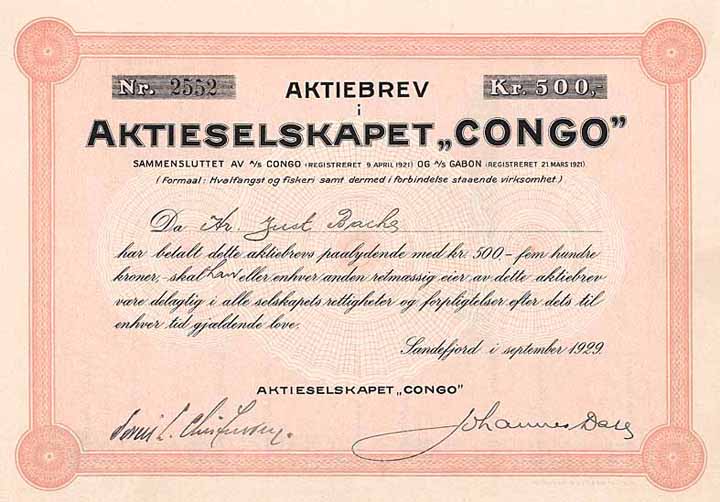 Nr. 2552 AKTIEBREV Kr. 500,-
i
AKTIESELSKAPET „CONGO”
SAMMENSLUTTET AV A/S CONGO (REGISTRERET 9 APRIL 1921) OG A/S GABON (REGISTRERET 21 MARS 1921)
(Formaal: Hvalfangst og fiskeri samt dermed i forbindelse staaende virksomhet.)
Da Hr. Just Bache
har betalt dette aktiebrevs paalydende med kr. 500,- fem hundre
kroner,- skal han eller enhver anden retmassig eier av dette aktiebrev
vare delagtig i alle selskapets rettigheter og forpligtelser efter dets til
enhver tid gjældende love.
Sandefjord i september 1929.
AKTIESELSKAPET „CONGO”
Johannes